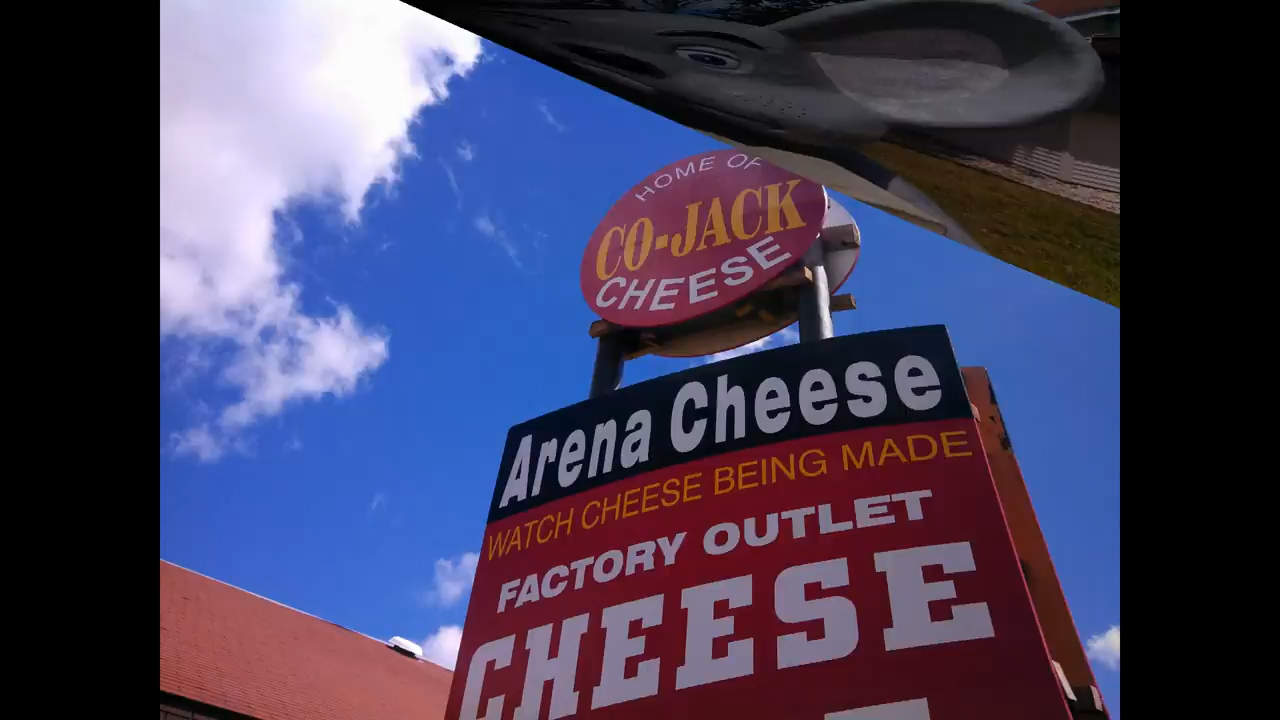 HOME OF
CO-JACK
CHEESE
Arena Cheese
WATCH CHEESE BEING MADE
FACTORY OUTLET
CHEESE